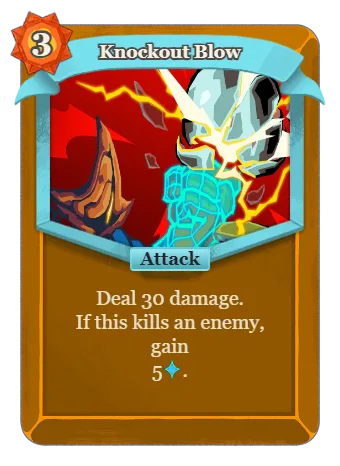 3
Knockout Blow
Attack
Deal 30 damage.
If this kills an enemy,
gain
5 .